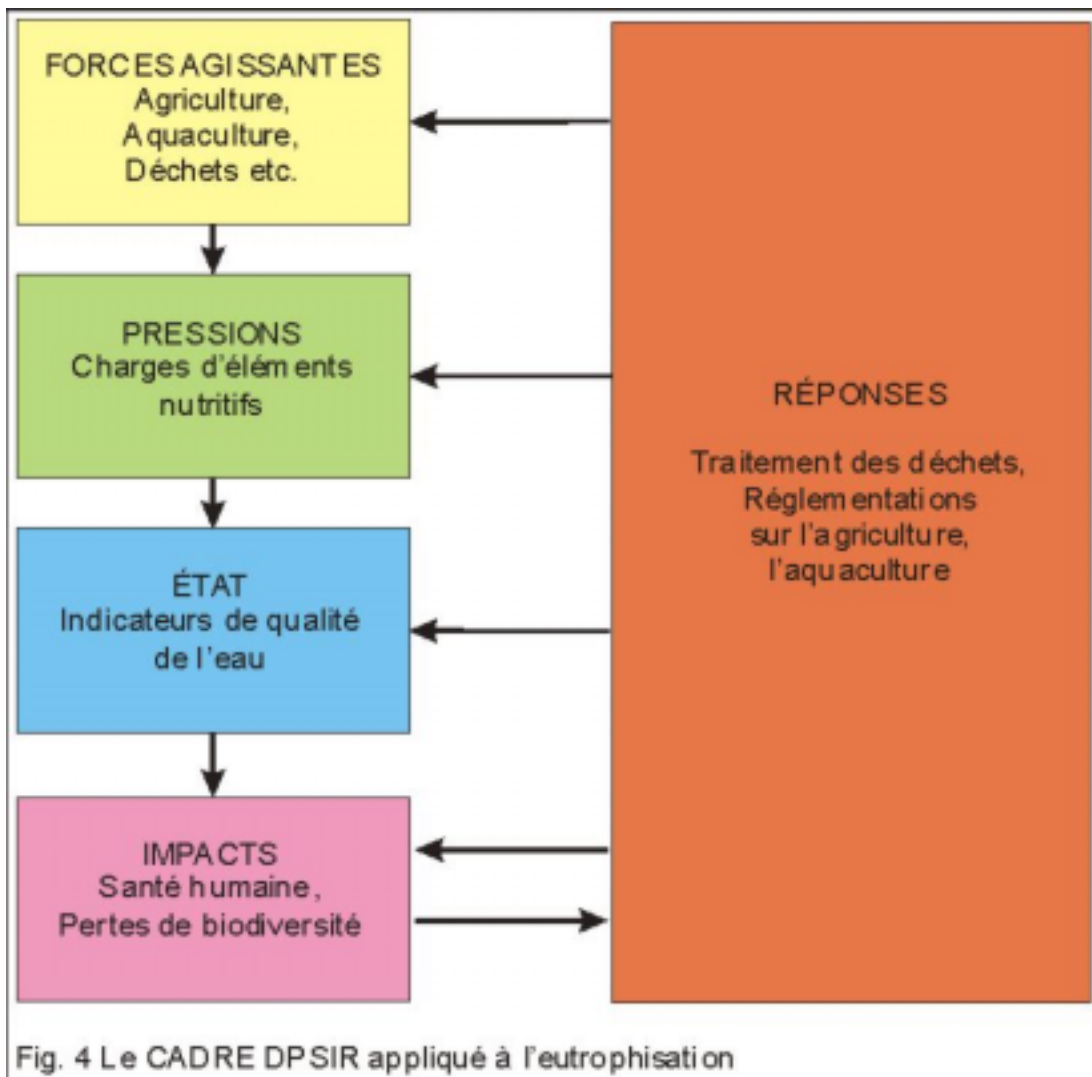 FORCES AGISSANTES
Agriculture,
Aquaculture,
Déchets etc.
PRESSIONS
Charges d'éléments
nutritifs
ÉTAT
Indicateurs de qualité
de l'eau
IMPACTS
Santé humaine,
Pertes de biodiversité
RÉPONSES
Traitement des déchets,
Réglementations
sur l'agriculture,
l'aquaculture
Fig. 4 Le CADRE DPSIR appliqué à l'eutrophisation